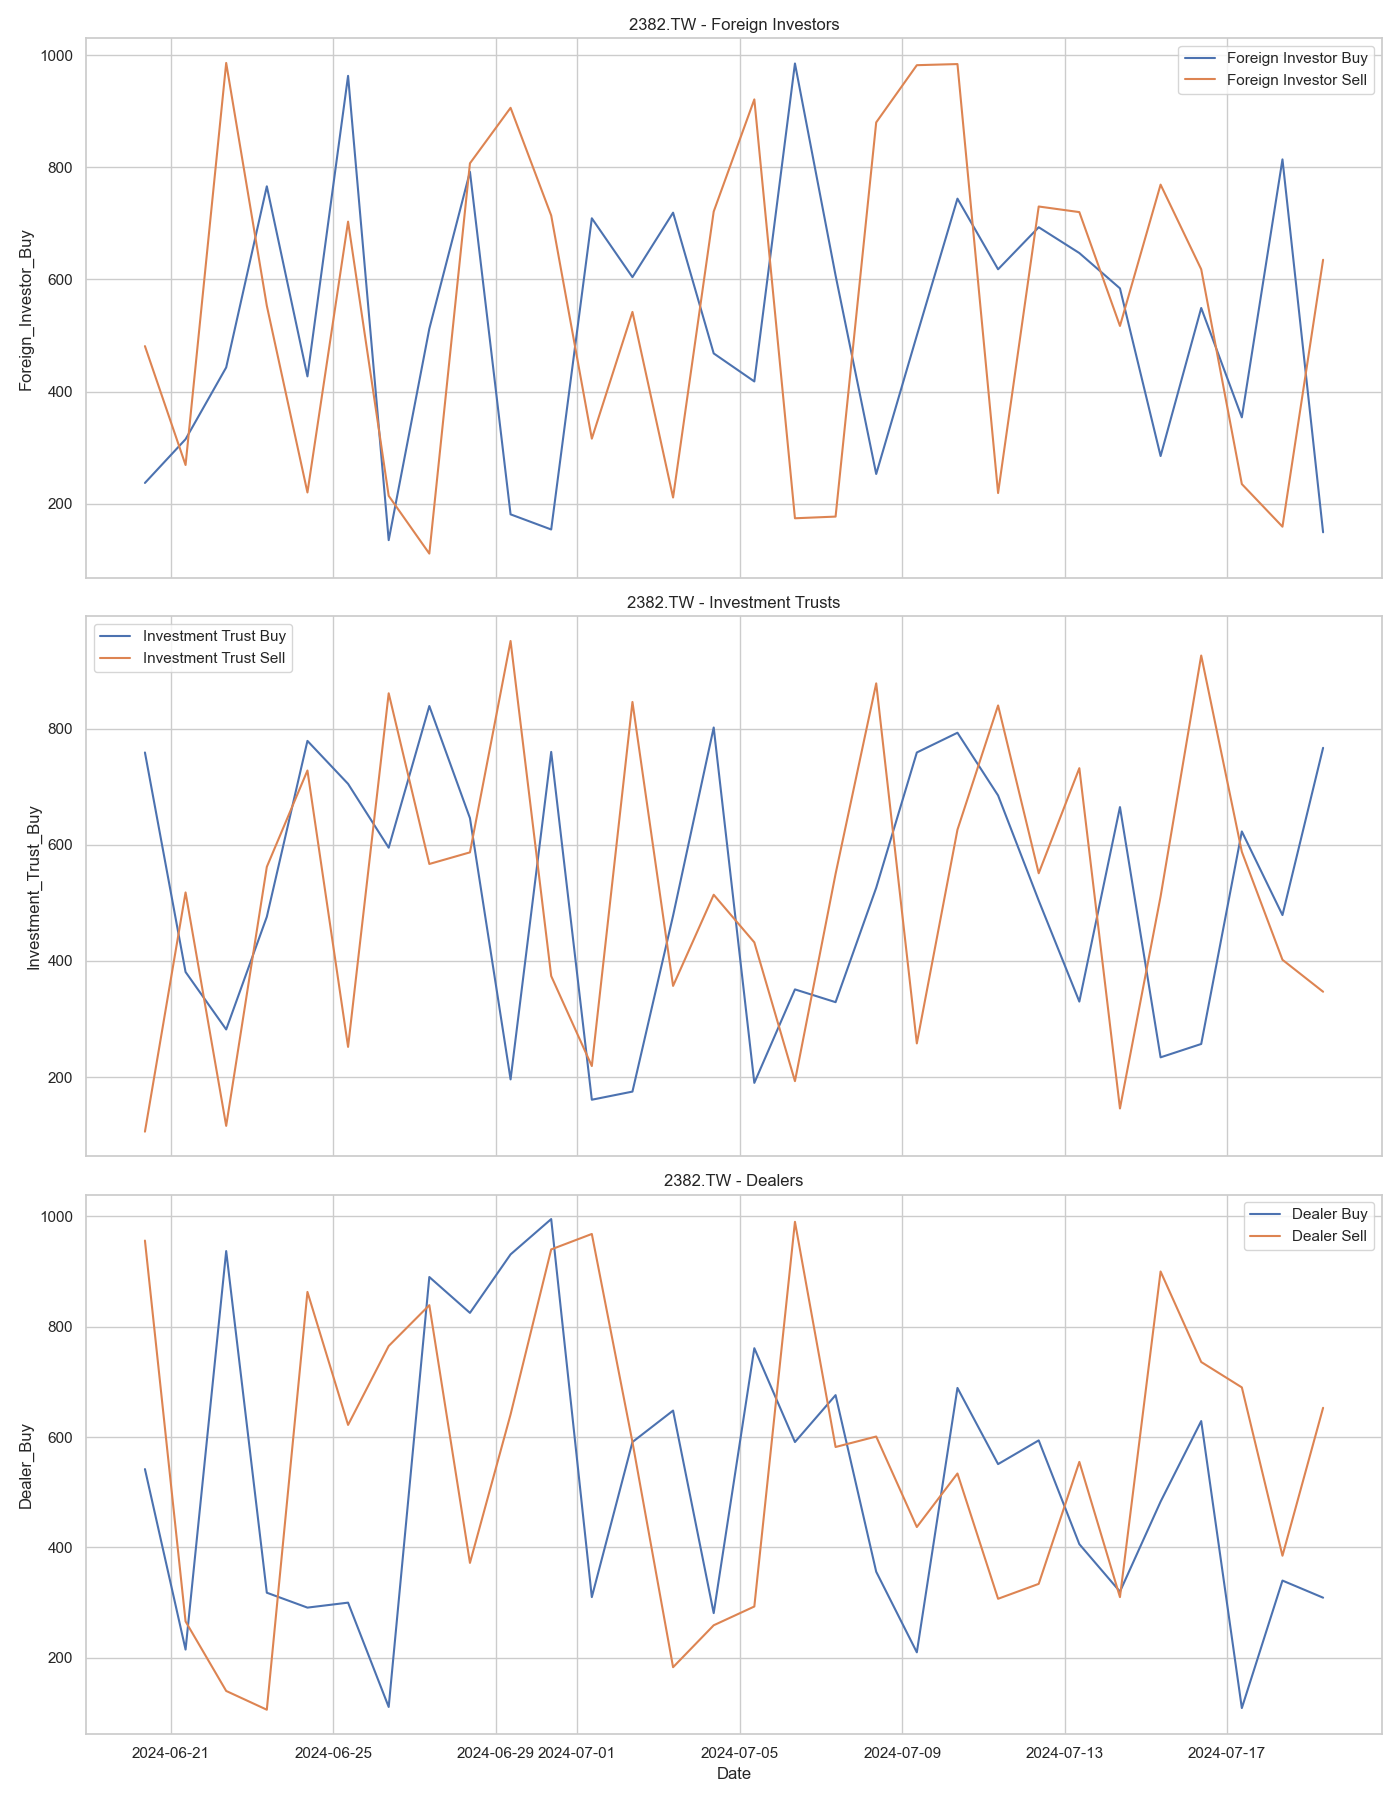 2382.TW - Foreign Investors
Foreign_Investor_Buy
1000
800
600
400
200
Foreign Investor Buy
Foreign Investor Sell
2382.TW - Investment Trusts
Investment_Trust_Buy
800
600
400
200
Investment Trust Buy
Investment Trust Sell
2382.TW - Dealers
Dealer_Buy
1000
800
600
400
200
Dealer Buy
Dealer Sell
2024-06-21 2024-06-25 2024-06-29 2024-07-01 2024-07-05 2024-07-09 2024-07-13 2024-07-17
Date